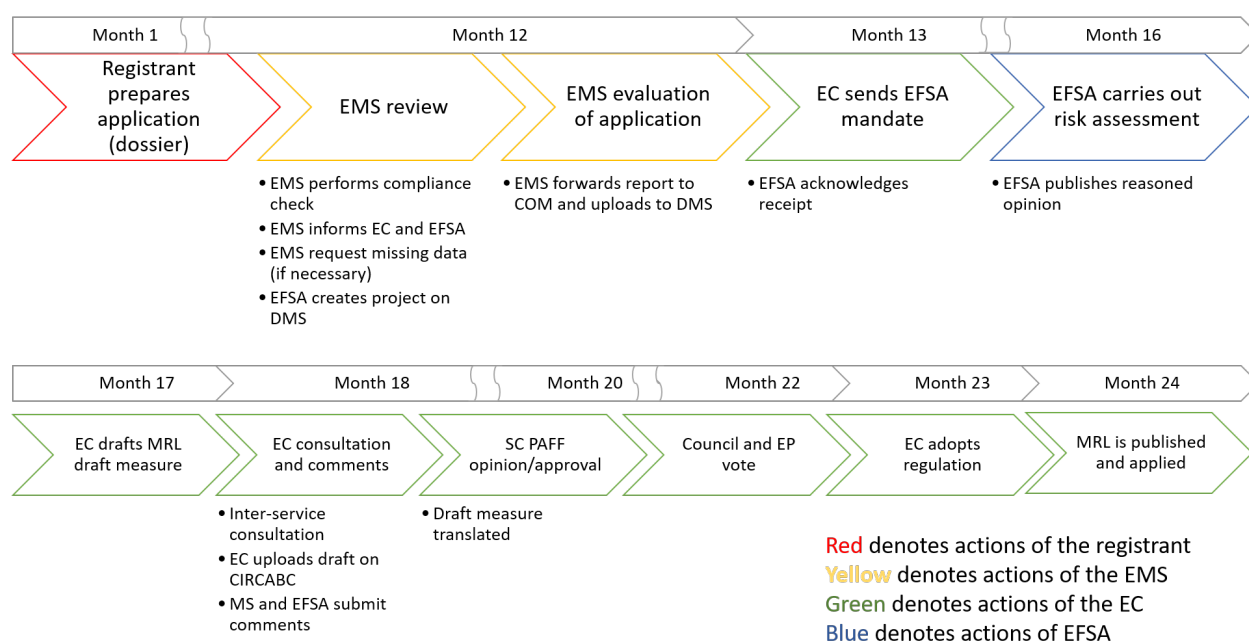 Month 1
Month 12
Month 13
Month 16
Registrant
prepares
application
(dossier)
EMS review
EMS evaluation
of application
EC sends EFSA
mandate
EFSA carries out
risk assessment
• EMS performs compliance
check
• EMS informs EC and EFSA
• EMS request missing data
(if necessary)
• EFSA creates project on
DMS
• EMS forwards report to
COM and uploads to DMS
• EFSA acknowledges
receipt
• EFSA publishes reasoned
opinion
Month 17
Month 18
Month 20
Month 22
Month 23
Month 24
EC drafts MRL
draft measure
EC consultation
and comments
SC PAFF
opinion/approval
Council and EP
vote
EC adopts
regulation
MRL is published
and applied
• Inter-service
consultation
• EC uploads draft on
CIRCABC
• MS and EFSA submit
comments
• Draft measure
translated
Red denotes actions of the registrant
Yellow denotes actions of the EMS
Green denotes actions of the EC
Blue denotes actions of EFSA